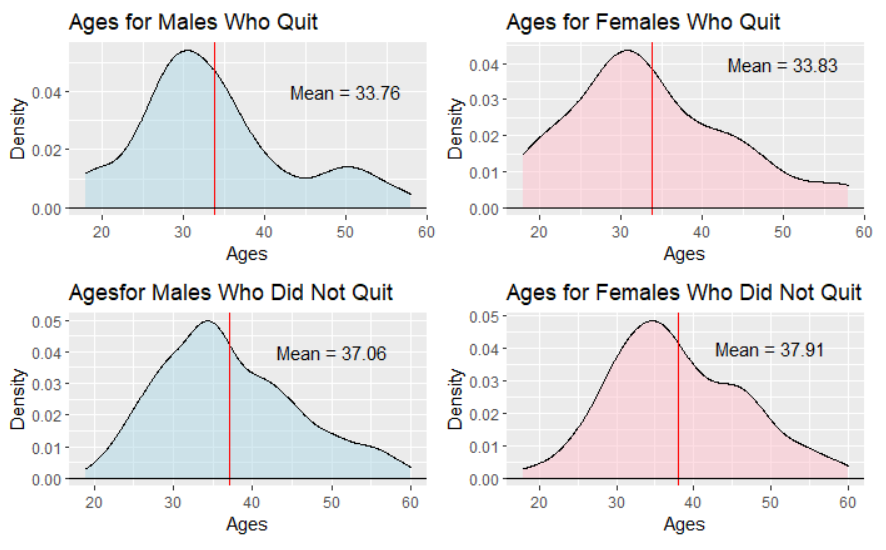 Ages for Males Who Quit
Mean = 33.76
Density
0.04
0.02
0.00
20 30 40 50 60
Ages
Ages for Females Who Quit
Mean = 33.83
Density
0.04
0.03
0.02
0.01
0.00
20 30 40 50 60
Ages
Agesfor Males Who Did Not Quit
Mean = 37.06
Density
0.05
0.04
0.03
0.02
0.01
0.00
20 30 40 50 60
Ages
Ages for Females Who Did Not Quit
Mean = 37.91
Density
0.05
0.04
0.03
0.02
0.01
0.00
20 30 40 50 60
Ages